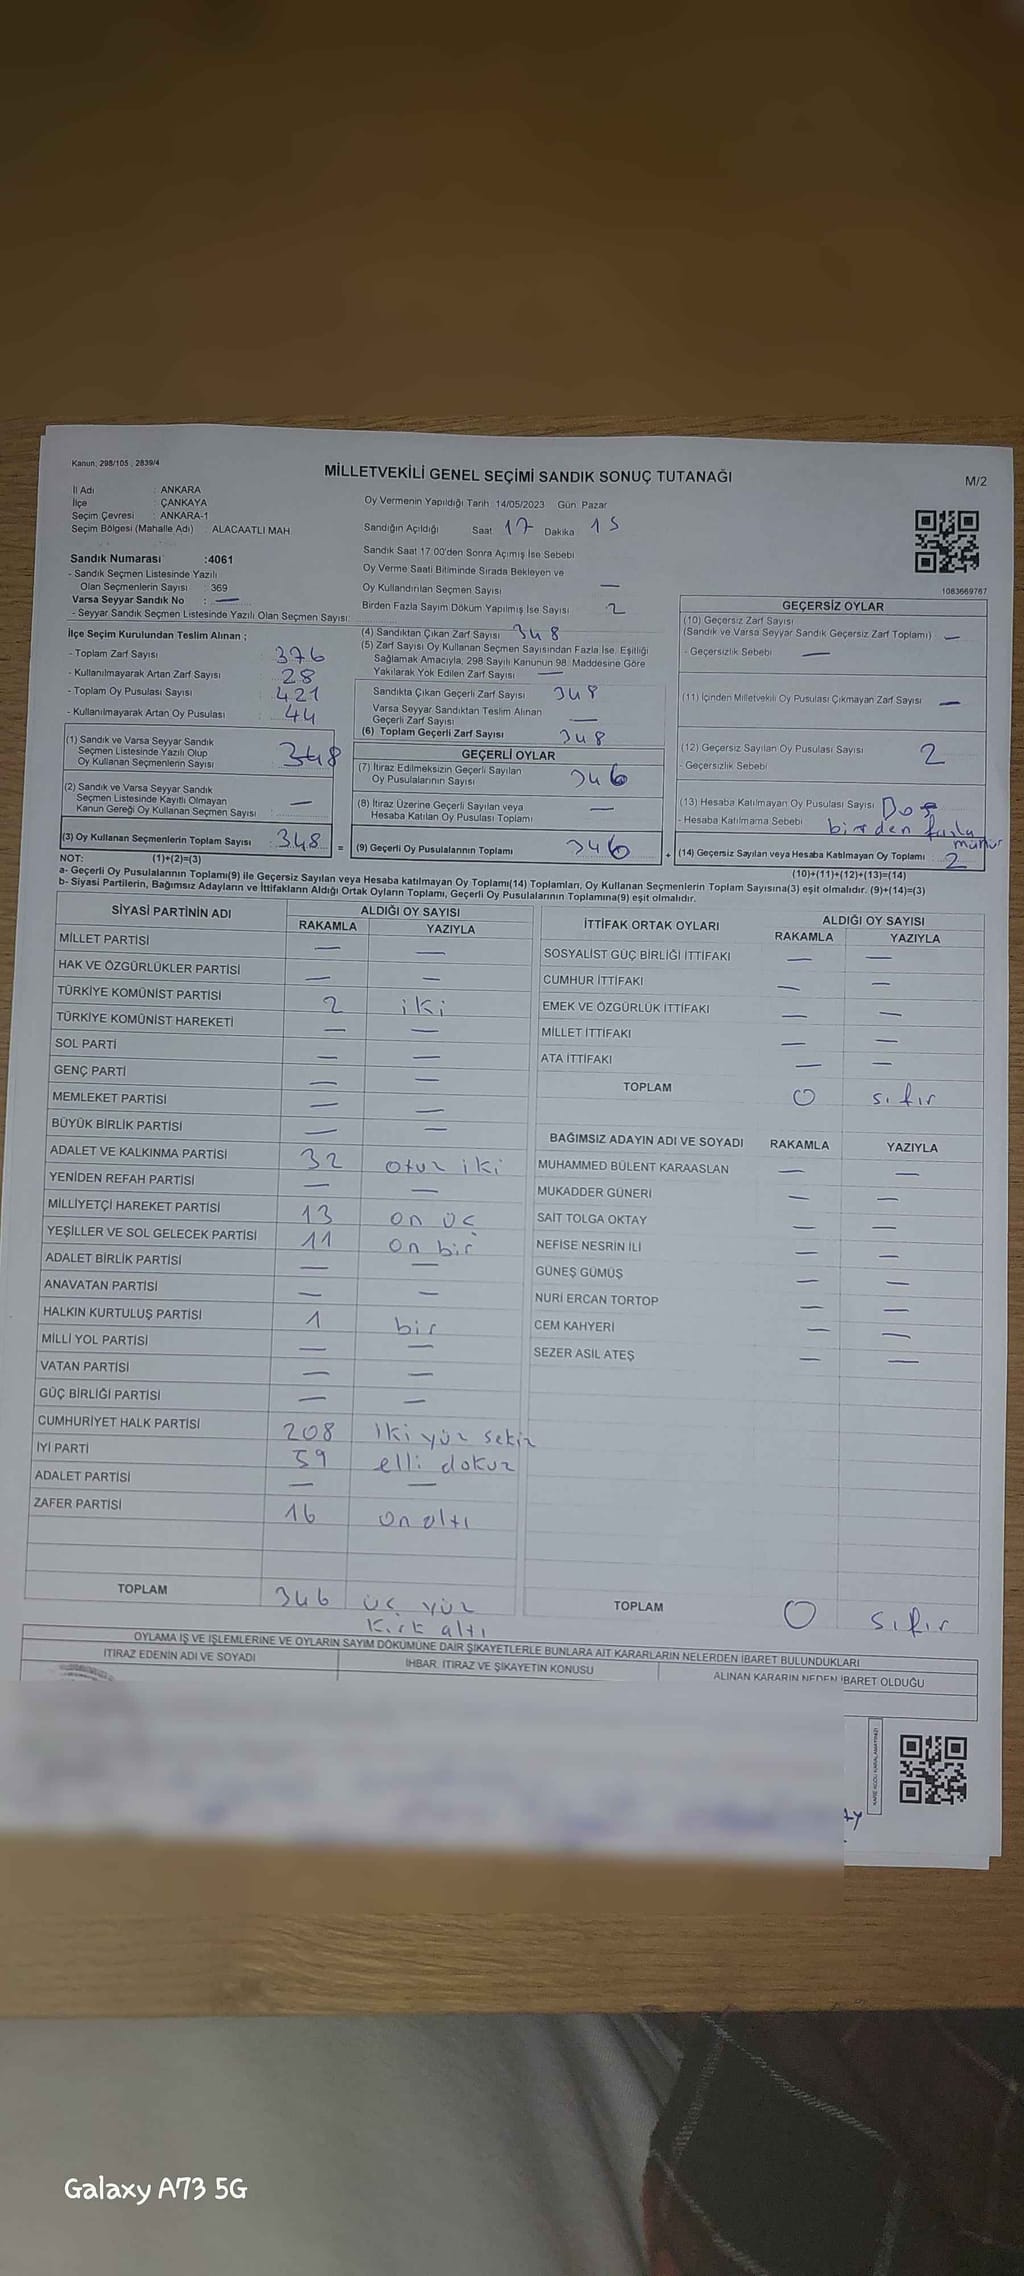 Kanun: 298/105 , 2839/4
MİLLETVEKİLİ GENEL SEÇİMİ SANDIK SONUÇ TUTANAĞI
M/2
İl Adı : ANKARA
İlçe : ÇANKAYA
Seçim Çevresi : ANKARA-1
Seçim Bölgesi (Mahalle Adı) : ALACAATLI MAH.
Oy Vermenin Yapıldığı Tarih 14/05/2023 Gün Pazar
Sandığın Açıldığı Saat 17 Dakika 15
Sandık Saat 17:00'den Sonra Açımış İse Sebebi
Oy Verme Saati Bitiminde Sırada Bekleyen ve
Oy Kullandırılan Seçmen Sayısı —
Birden Fazla Sayım Döküm Yapılmış İse Sayısı 2
1083669767
Sandık Numarası :4061
- Sandık Seçmen Listesinde Yazılı
Olan Seçmenlerin Sayısı : 369
Varsa Seyyar Sandık No : —
- Seyyar Sandık Seçmen Listesinde Yazılı Olan Seçmen Sayısı:
İlçe Seçim Kurulundan Teslim Alınan ;
- Toplam Zarf Sayısı : 376
- Kullanılmayarak Artan Zarf Sayısı : 28
- Toplam Oy Pusulası Sayısı : 421
- Kullanılmayarak Artan Oy Pusulası : 44
(1) Sandık ve Varsa Seyyar Sandık
Seçmen Listesinde Yazılı Olup
Oy Kullanan Seçmenlerin Sayısı : 348
(2) Sandık ve Varsa Seyyar Sandık
Seçmen Listesinde Kayıtlı Olmayan
Kanun Gereği Oy Kullanan Seçmen Sayısı : —
(3) Oy Kullanan Seçmenlerin Toplam Sayısı : 348
(4) Sandıktan Çıkan Zarf Sayısı 348
(5) Zarf Sayısı Oy Kullanan Seçmen Sayısından Fazla İse, Eşitliği
Sağlamak Amacıyla, 298 Sayılı Kanunun 98. Maddesine Göre
Yakılarak Yok Edilen Zarf Sayısı —
Sandıkta Çıkan Geçerli Zarf Sayısı 348
Varsa Seyyar Sandıktan Teslim Alınan
Geçerli Zarf Sayısı —
(6) Toplam Geçerli Zarf Sayısı 348
GEÇERLİ OYLAR
(7) İtiraz Edilmeksizin Geçerli Sayılan
Oy Pusulalarının Sayısı 346
(8) İtiraz Üzerine Geçerli Sayılan veya
Hesaba Katılan Oy Pusulası Toplamı —
= (9) Geçerli Oy Pusulalarının Toplamı 346
GEÇERSİZ OYLAR
(10) Geçersiz Zarf Sayısı
(Sandık ve Varsa Seyyar Sandık Geçersiz Zarf Toplamı) —
- Geçersizlik Sebebi —
(11) İçinden Milletvekili Oy Pusulası Çıkmayan Zarf Sayısı —
(12) Geçersiz Sayılan Oy Pusulası Sayısı 2
- Geçersizlik Sebebi
(13) Hesaba Katılmayan Oy Pusulası Sayısı
- Hesaba Katılmama Sebebi birden fazla
mühür
+ (14) Geçersiz Sayılan veya Hesaba Katılmayan Oy Toplamı 2
NOT: (1)+(2)=(3)
(10)+(11)+(12)+(13)=(14)
a- Geçerli Oy Pusulalarının Toplamı(9) ile Geçersiz Sayılan veya Hesaba katılmayan Oy Toplamı(14) Toplamları, Oy Kullanan Seçmenlerin Toplam Sayısına(3) eşit olmalıdır. (9)+(14)=(3)
b- Siyasi Partilerin, Bağımsız Adayların ve İttifakların Aldığı Ortak Oyların Toplamı, Geçerli Oy Pusulalarının Toplamına(9) eşit olmalıdır.
SİYASİ PARTİNİN ADI
ALDIĞI OY SAYISI
RAKAMLA YAZIYLA
MİLLET PARTİSİ — —
HAK VE ÖZGÜRLÜKLER PARTİSİ — —
TÜRKİYE KOMÜNİST PARTİSİ 2 iki
TÜRKİYE KOMÜNİST HAREKETİ — —
SOL PARTİ — —
GENÇ PARTİ — —
MEMLEKET PARTİSİ — —
BÜYÜK BİRLİK PARTİSİ — —
ADALET VE KALKINMA PARTİSİ 32 otuz iki
YENİDEN REFAH PARTİSİ — —
MİLLİYETÇİ HAREKET PARTİSİ 13 on üç
YEŞİLLER VE SOL GELECEK PARTİSİ 11 on bir
ADALET BİRLİK PARTİSİ — —
ANAVATAN PARTİSİ — —
HALKIN KURTULUŞ PARTİSİ 1 bir
MİLLİ YOL PARTİSİ — —
VATAN PARTİSİ — —
GÜÇ BİRLİĞİ PARTİSİ — —
CUMHURİYET HALK PARTİSİ 208 iki yüz sekiz
İYİ PARTİ 59 elli dokuz
ADALET PARTİSİ — —
ZAFER PARTİSİ 16 on altı
TOPLAM 346 üç yüz
kırk altı
İTTİFAK ORTAK OYLARI
ALDIĞI OY SAYISI
RAKAMLA YAZIYLA
SOSYALİST GÜÇ BİRLİĞİ İTTİFAKI — —
CUMHUR İTTİFAKI — —
EMEK VE ÖZGÜRLÜK İTTİFAKI — —
MİLLET İTTİFAKI — —
ATA İTTİFAKI — —
TOPLAM 0 sıfır
BAĞIMSIZ ADAYIN ADI VE SOYADI RAKAMLA YAZIYLA
MUHAMMED BÜLENT KARAASLAN — —
MUKADDER GÜNERİ — —
SAİT TOLGA OKTAY — —
NEFİSE NESRİN İLİ — —
GÜNEŞ GÜMÜŞ — —
NURİ ERCAN TORTOP — —
CEM KAHYERİ — —
SEZER ASİL ATEŞ — —
TOPLAM 0 sıfır
OYLAMA İŞ VE İŞLEMLERİNE VE OYLARIN SAYIM DÖKÜMÜNE DAİR ŞİKAYETLERLE BUNLARA AİT KARARLARIN NELERDEN İBARET BULUNDUKLARI
İTİRAZ EDENİN ADI VE SOYADI
İHBAR, İTİRAZ VE ŞİKAYETİN KONUSU
ALINAN KARARIN NEDEN İBARET OLDUĞU
KARE KODU KARALAMAYINIZ!
Galaxy A73 5G